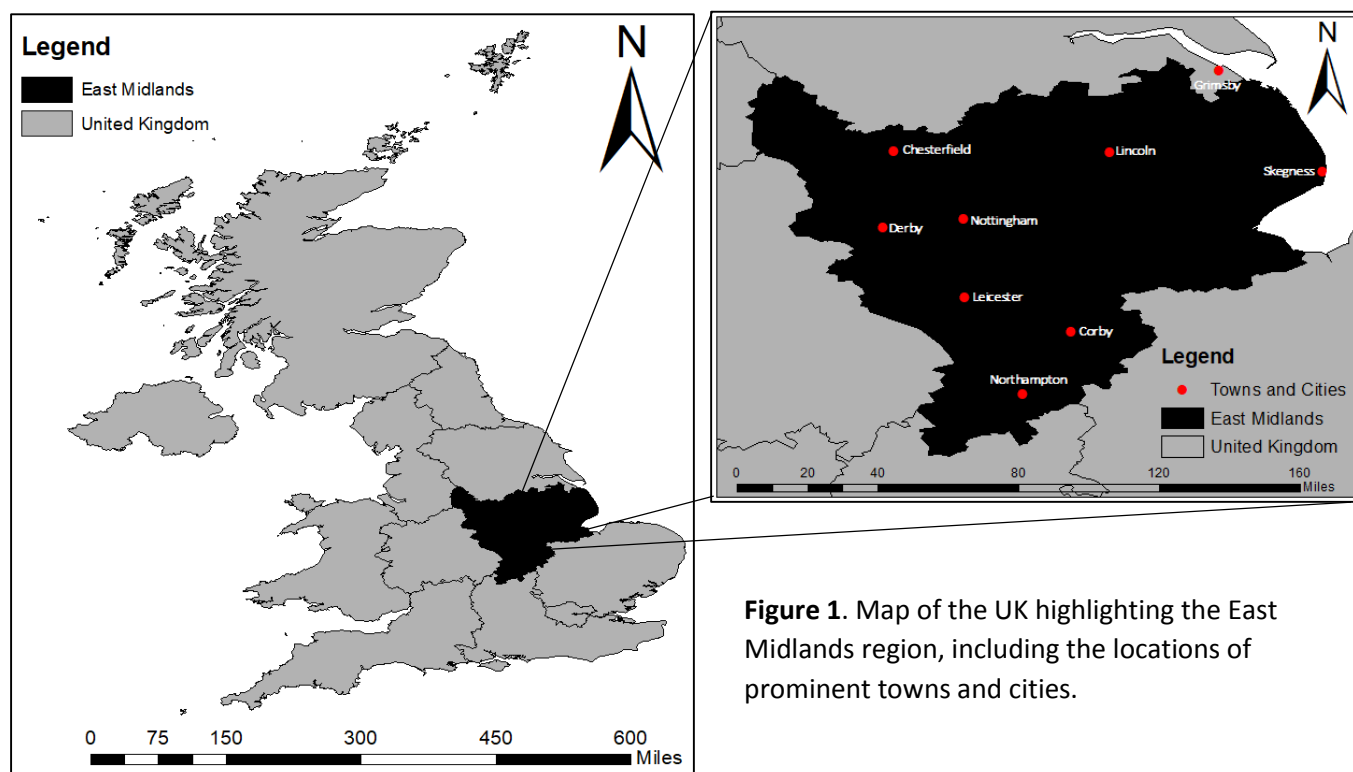 Legend
East Midlands
United Kingdom
N
0 75 150 300 450 600
Miles
N
Grimsby
Chesterfield
Lincoln
Skegness
Nottingham
Derby
Leicester
Corby
Northampton
Legend
Towns and Cities
East Midlands
United Kingdom
0 40 80 120 160
Miles
Figure 1. Map of the UK highlighting the East
Midlands region, including the locations of
prominent towns and cities.